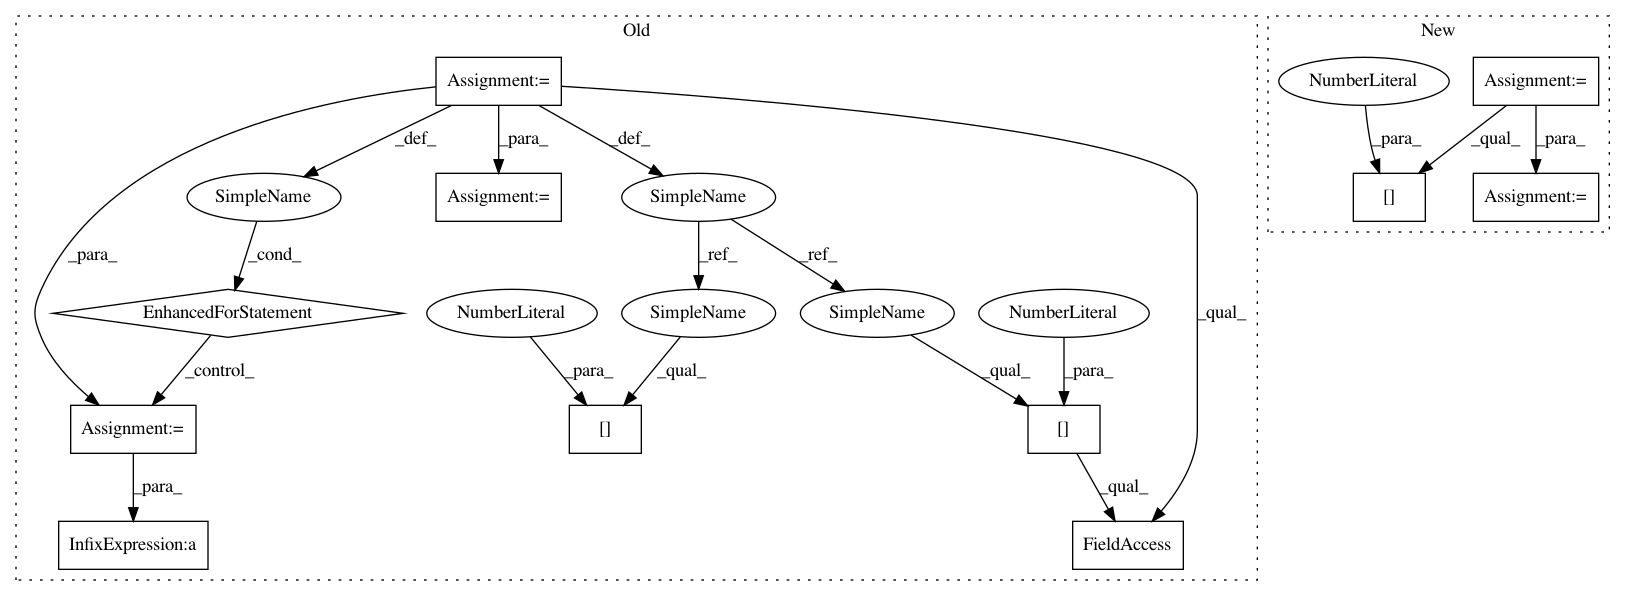 Old
New
Assignment:=
NumberLiteral
Assignment:=
_def_
_para_
_def_
_para_
_qual_
_para_
SimpleName
Assignment:=
SimpleName
[]
Assignment:=
_para_
_cond_
_ref_
_ref_
EnhancedForStatement
NumberLiteral
SimpleName
SimpleName
NumberLiteral
_qual_
_control_
_para_
_qual_
_qual_
_para_
Assignment:=
[]
[]
_para_
_qual_
InfixExpression:a
FieldAccess